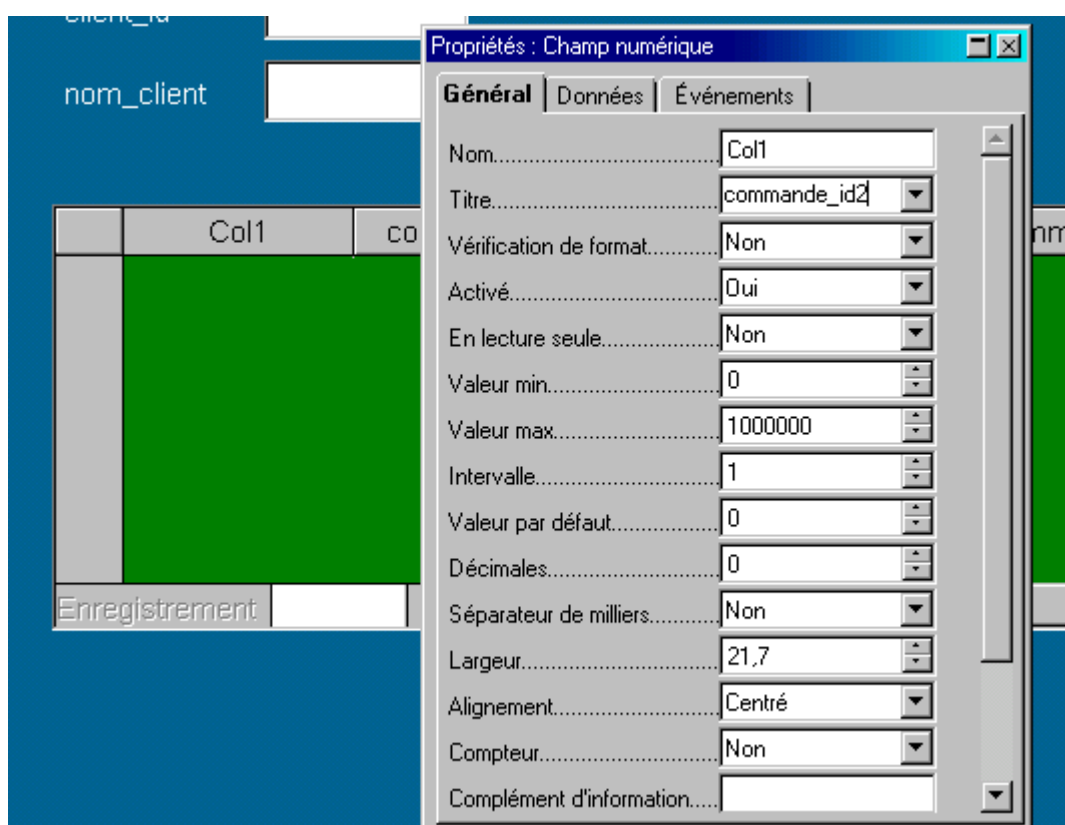 client_id
nom_client
Col1
co
Enregistrement
Propriétés : Champ numérique
Général Données Événements
Nom..................................Col1
Titre..................................commande_id2
Vérification de format............Non
Activé.................................Oui
En lecture seule..................Non
Valeur min...........................0
Valeur max..........................1000000
Intervalle.............................1
Valeur par défaut.................0
Décimales...........................0
Séparateur de milliers...........Non
Largeur...............................21,7
Alignement..........................Centré
Compteur............................Non
Complément d'information.....